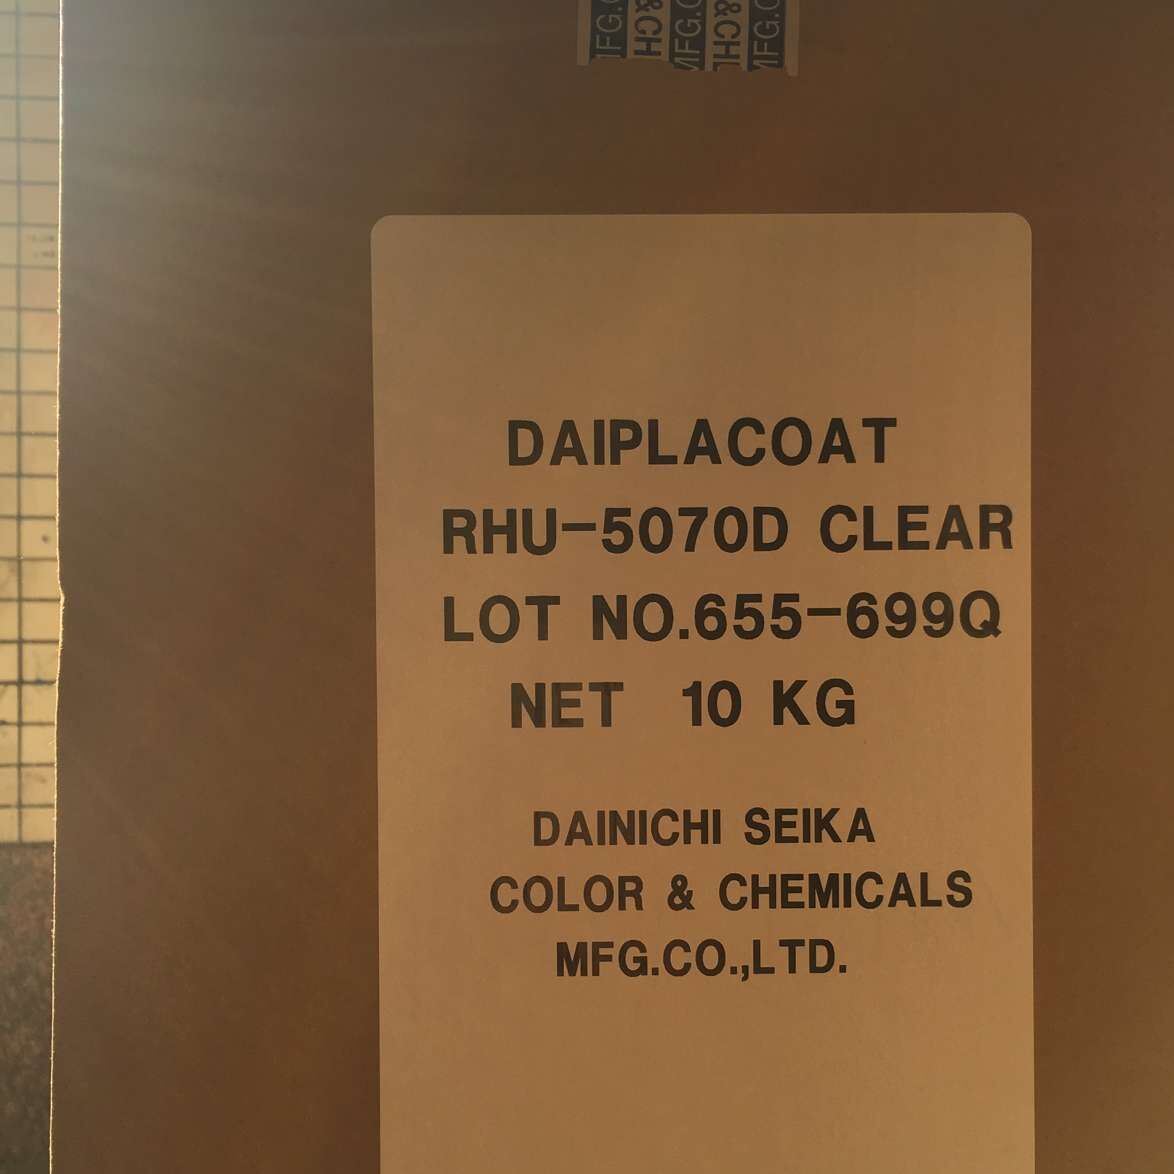 DAIPLACOAT
RHU-5070D CLEAR
LOT NO.655-699Q
NET 10 KG
DAINICHI SEIKA
COLOR & CHEMICALS
MFG.CO.,LTD.